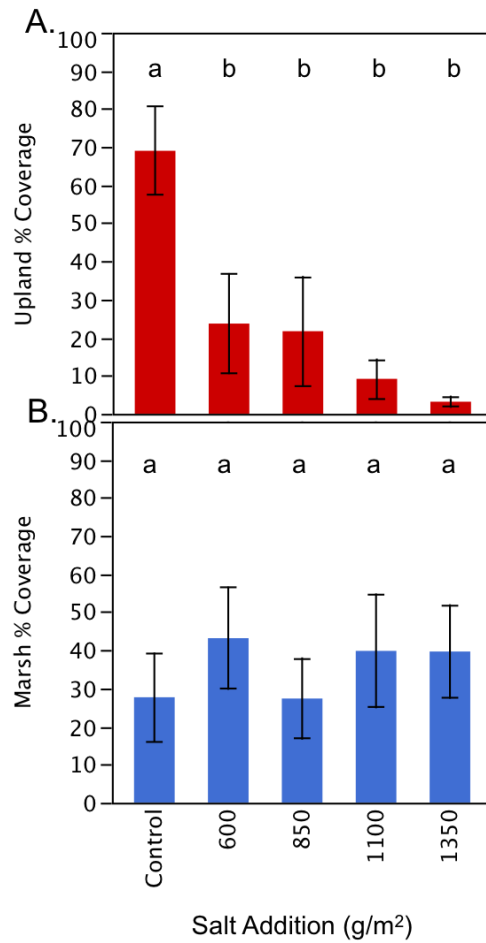 A.
100
90
80
70
60
50
40
30
20
10
0
Upland % Coverage
a b b b b
B.
100
90
80
70
60
50
40
30
20
10
0
Marsh % Coverage
a a a a a
Control 600 850 1100 1350
Salt Addition (g/m²)